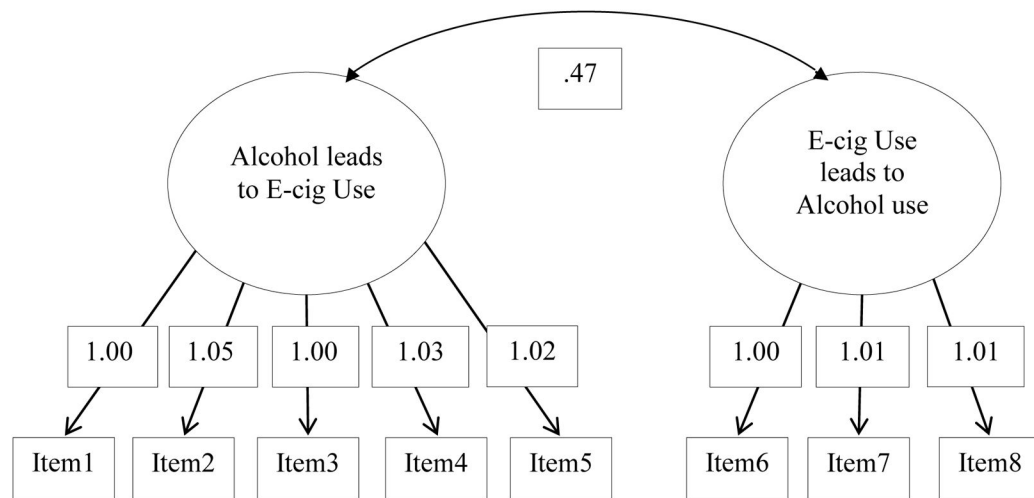 .47
Alcohol leads
to E-cig Use
E-cig Use
leads to
Alcohol use
1.00
1.05
1.00
1.03
1.02
1.00
1.01
1.01
Item1
Item2
Item3
Item4
Item5
Item6
Item7
Item8